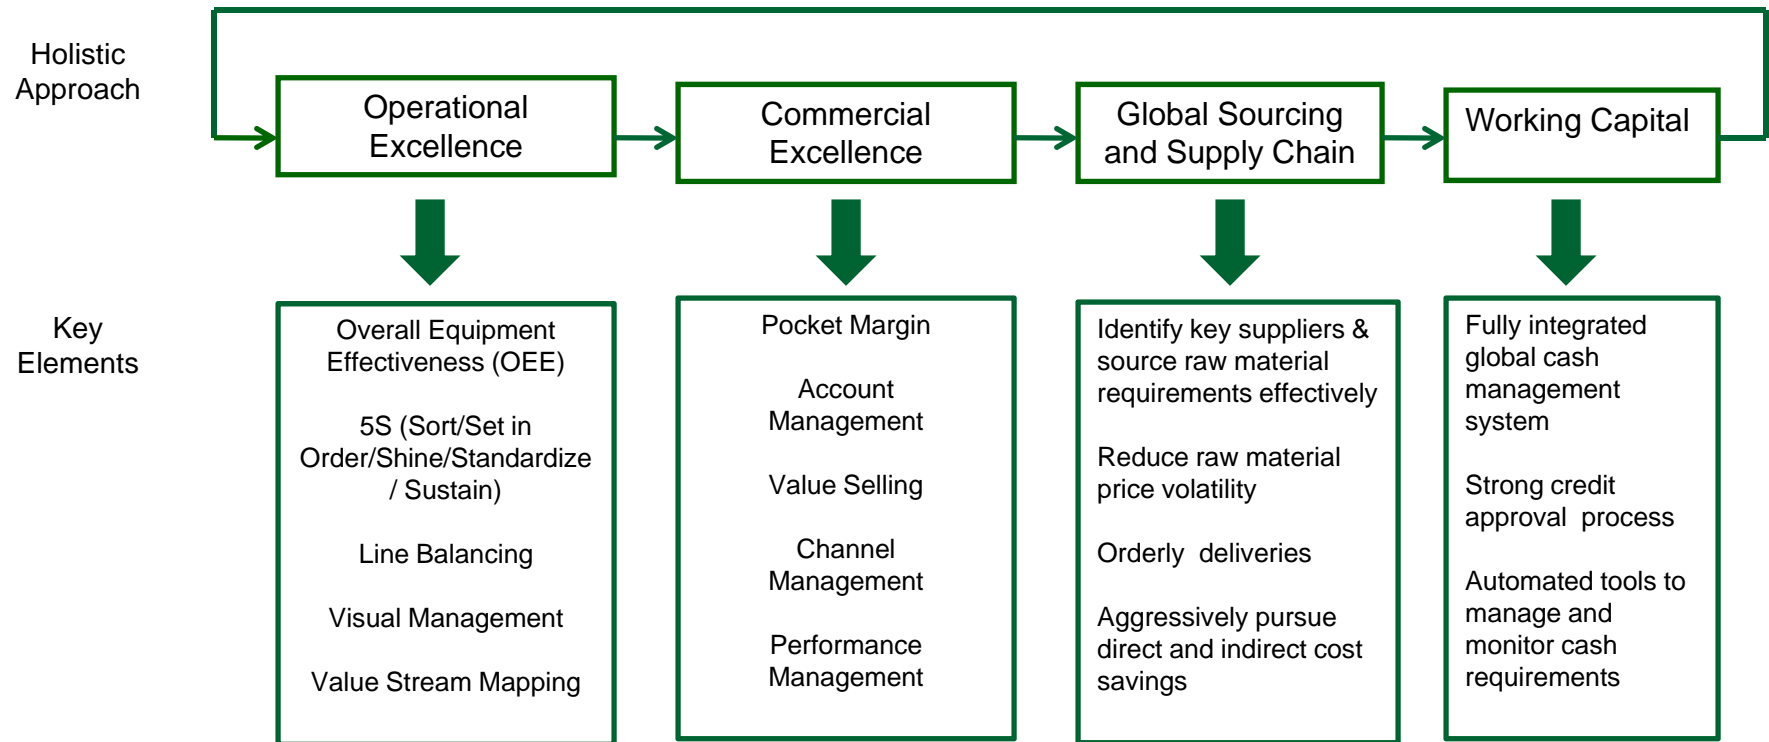 Holistic
Approach
Operational
Excellence
Commercial
Excellence
Global Sourcing
and Supply Chain
Working Capital
Key
Elements
Overall Equipment
Effectiveness (OEE)
5S (Sort/Set in
Order/Shine/Standardize
/ Sustain)
Line Balancing
Visual Management
Value Stream Mapping
Pocket Margin
Account
Management
Value Selling
Channel
Management
Performance
Management
Identify key suppliers &
source raw material
requirements effectively
Reduce raw material
price volatility
Orderly  deliveries
Aggressively pursue
direct and indirect cost
savings
Fully integrated
global cash
management
system
Strong credit
approval  process
Automated tools to
manage and
monitor cash
requirements